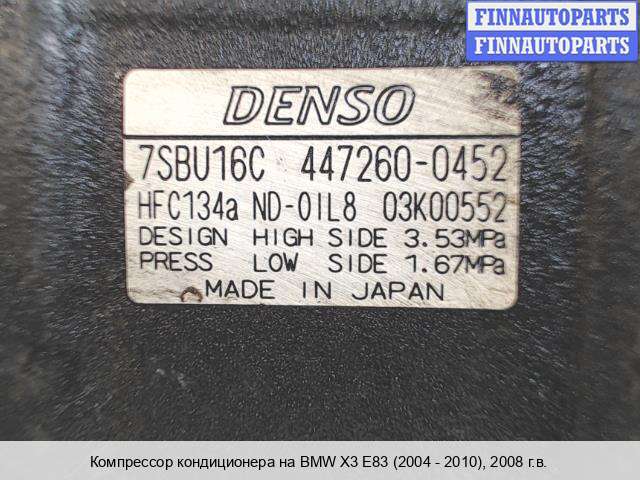 FINNAUTOPARTS
FINNAUTOPARTS
DENSO
7SBU16C 447260-0452
HFC134a ND-OIL8 03K00552
DESIGN HIGH SIDE 3.53MPa
PRESS LOW SIDE 1.67MPa
MADE IN JAPAN
Компрессор кондиционера на BMW X3 E83 (2004 - 2010), 2008 г.в.